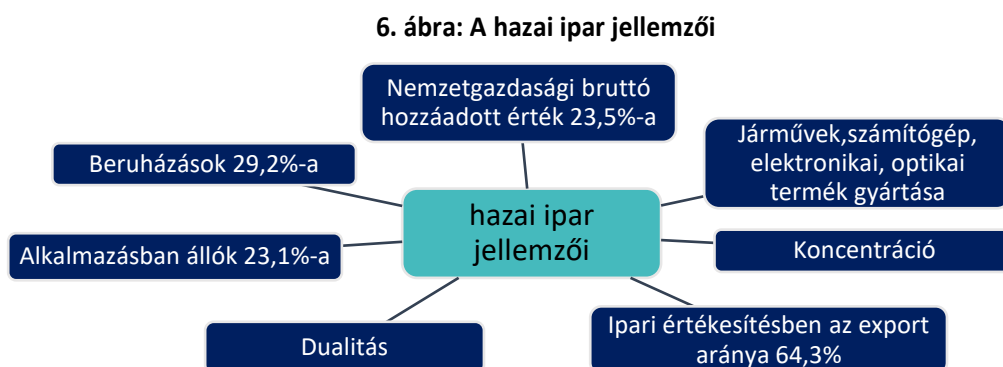 6. ábra: A hazai ipar jellemzői
Nemzetgazdasági bruttó
hozzáadott érték 23,5%-a
Járművek,számítógép,
elektronikai, optikai
termék gyártása
Beruházások 29,2%-a
hazai ipar
jellemzői
Alkalmazásban állók 23,1%-a
Koncentráció
Dualitás
Ipari értékesítésben az export
aránya 64,3%